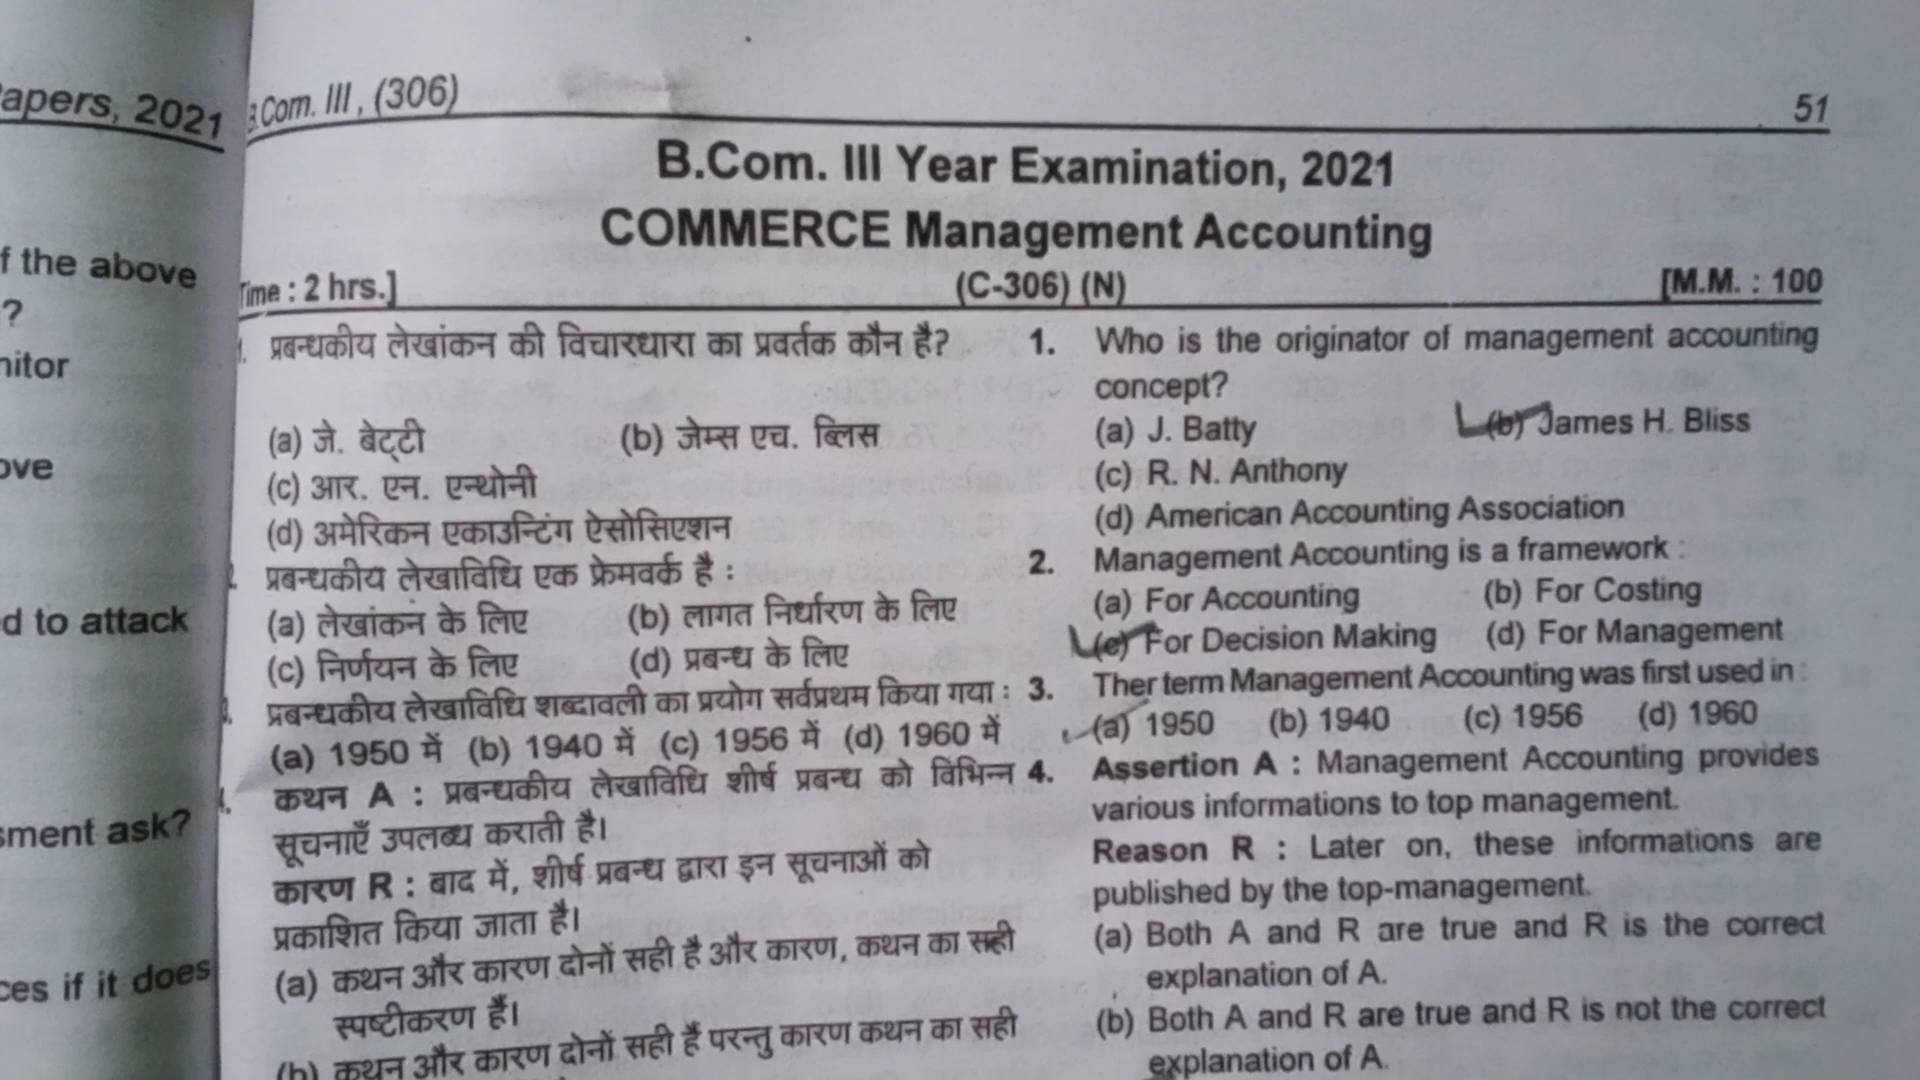 apers, 2021
f the above
?
nitor
ove
d to attack
sment ask?
ces if it does
B.Com. III, (306)
51
B.Com. III Year Examination, 2021
COMMERCE Management Accounting
Time : 2 hrs.]
(C-306) (N)
[M.M. : 100
1. प्रबन्धकीय लेखांकन की विचारधारा का प्रवर्तक कौन है?
(a) जे. बेट्टी (b) जेम्स एच. ब्लिस
(c) आर. एन. एन्थोनी
(d) अमेरिकन एकाउन्टिंग ऐसोसिएशन
2. प्रबन्धकीय लेखाविधि एक फ्रेमवर्क है :
(a) लेखांकन के लिए (b) लागत निर्धारण के लिए
(c) निर्णयन के लिए (d) प्रबन्ध के लिए
3. प्रबन्धकीय लेखाविधि शब्दावली का प्रयोग सर्वप्रथम किया गया :
(a) 1950 में (b) 1940 में (c) 1956 में (d) 1960 में
4. कथन A : प्रबन्धकीय लेखाविधि शीर्ष प्रबन्ध को विभिन्न
सूचनाएँ उपलब्ध कराती है।
कारण R : बाद में, शीर्ष प्रबन्ध द्वारा इन सूचनाओं को
प्रकाशित किया जाता है।
(a) कथन और कारण दोनों सही है और कारण, कथन का सही
स्पष्टीकरण हैं।
(b) कथन और कारण दोनों सही हैं परन्तु कारण कथन का सही
1. Who is the originator of management accounting
concept?
(a) J. Batty (b) James H. Bliss
(c) R. N. Anthony
(d) American Accounting Association
2. Management Accounting is a framework :
(a) For Accounting (b) For Costing
(c) For Decision Making (d) For Management
3. Ther term Management Accounting was first used in :
(a) 1950 (b) 1940 (c) 1956 (d) 1960
4. Assertion A : Management Accounting provides
various informations to top management.
Reason R : Later on, these informations are
published by the top-management.
(a) Both A and R are true and R is the correct
explanation of A.
(b) Both A and R are true and R is not the correct
explanation of A.